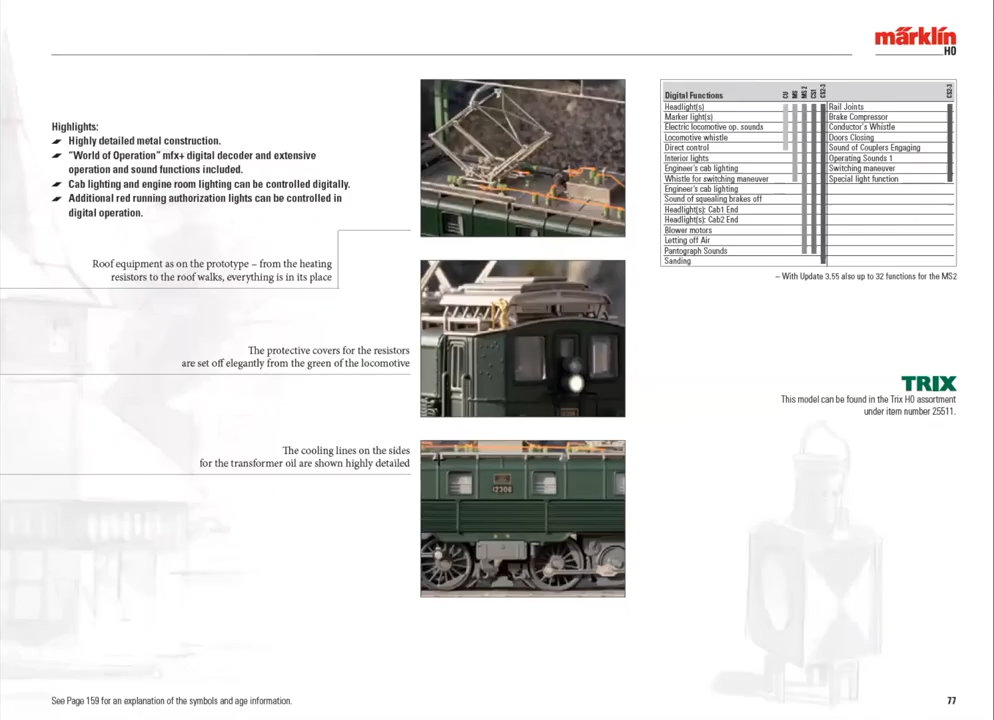 märklín
H0
Highlights:
Highly detailed metal construction.
"World of Operation" mfx+ digital decoder and extensive
operation and sound functions included.
Cab lighting and engine room lighting can be controlled digitally.
Additional red running authorization lights can be controlled in
digital operation.
Roof equipment as on the prototype – from the heating
resistors to the roof walks, everything is in its place
The protective covers for the resistors
are set off elegantly from the green of the locomotive
The cooling lines on the sides
for the transformer oil are shown highly detailed
12306
Digital Functions CU MS MS 2 CS1 CS2-3
Headlight(s)
Marker light(s)
Electric locomotive op. sounds
Locomotive whistle
Direct control
Interior lights
Engineer's cab lighting
Whistle for switching maneuver
Engineer's cab lighting
Sound of squealing brakes off
Headlight(s): Cab1 End
Headlight(s): Cab2 End
Blower motors
Letting off Air
Pantograph Sounds
Sanding
CS2-3
Rail Joints
Brake Compressor
Conductor's Whistle
Doors Closing
Sound of Couplers Engaging
Operating Sounds 1
Switching maneuver
Special light function
– With Update 3.55 also up to 32 functions for the MS2
TRIX
This model can be found in the Trix H0 assortment
under item number 25511.
See Page 159 for an explanation of the symbols and age information.
77